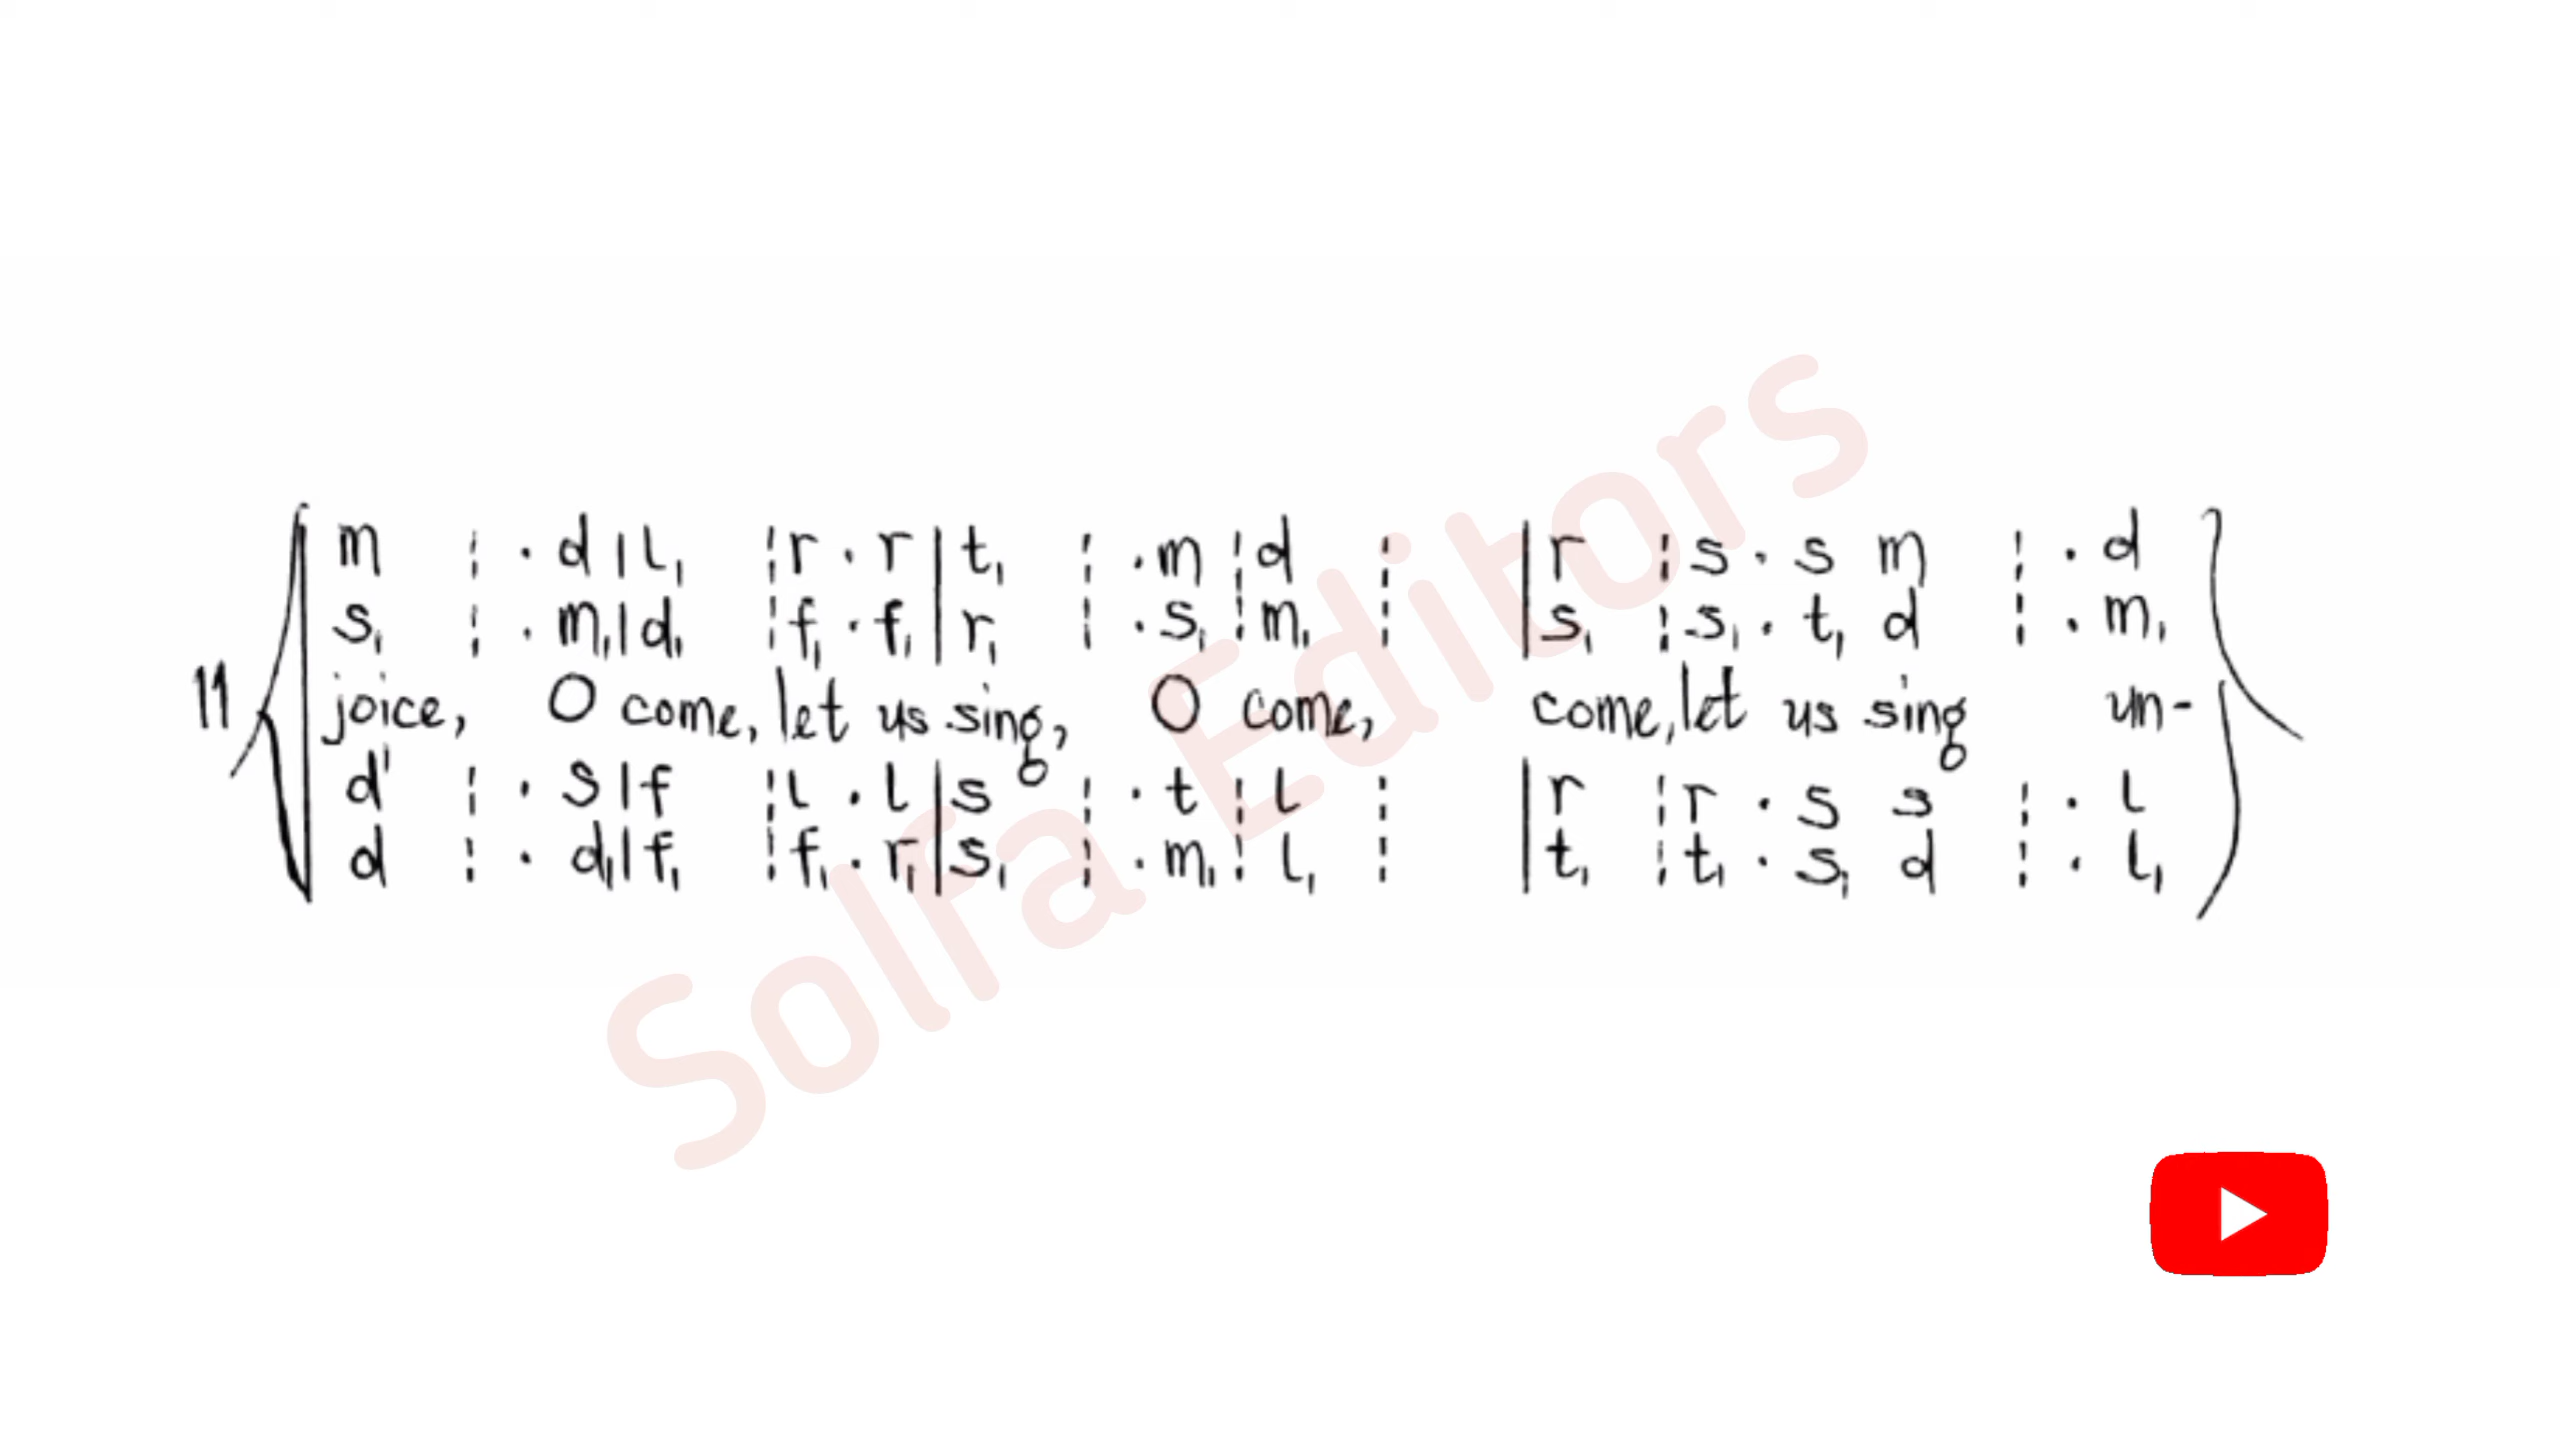 m ⁝ . d | l, ⁝ r . r | t, ⁝ . m ⁝ d ⁝ | r ⁝ s . s m ⁝ . d
s, ⁝ . m, | d, ⁝ f, . f, | r, ⁝ . s, ⁝ m, ⁝ | s, ⁝ s, . t, d ⁝ . m,
11 joice, O come, let us sing, O come, come, let us sing un-
d' ⁝ . s | f ⁝ l . l | s ⁝ . t ⁝ l ⁝ | r ⁝ r . s s ⁝ . l
d ⁝ . d, | f, ⁝ f, . r, | s, ⁝ . m, ⁝ l, ⁝ | t, ⁝ t, . s, d ⁝ . l,
Solfa Editors